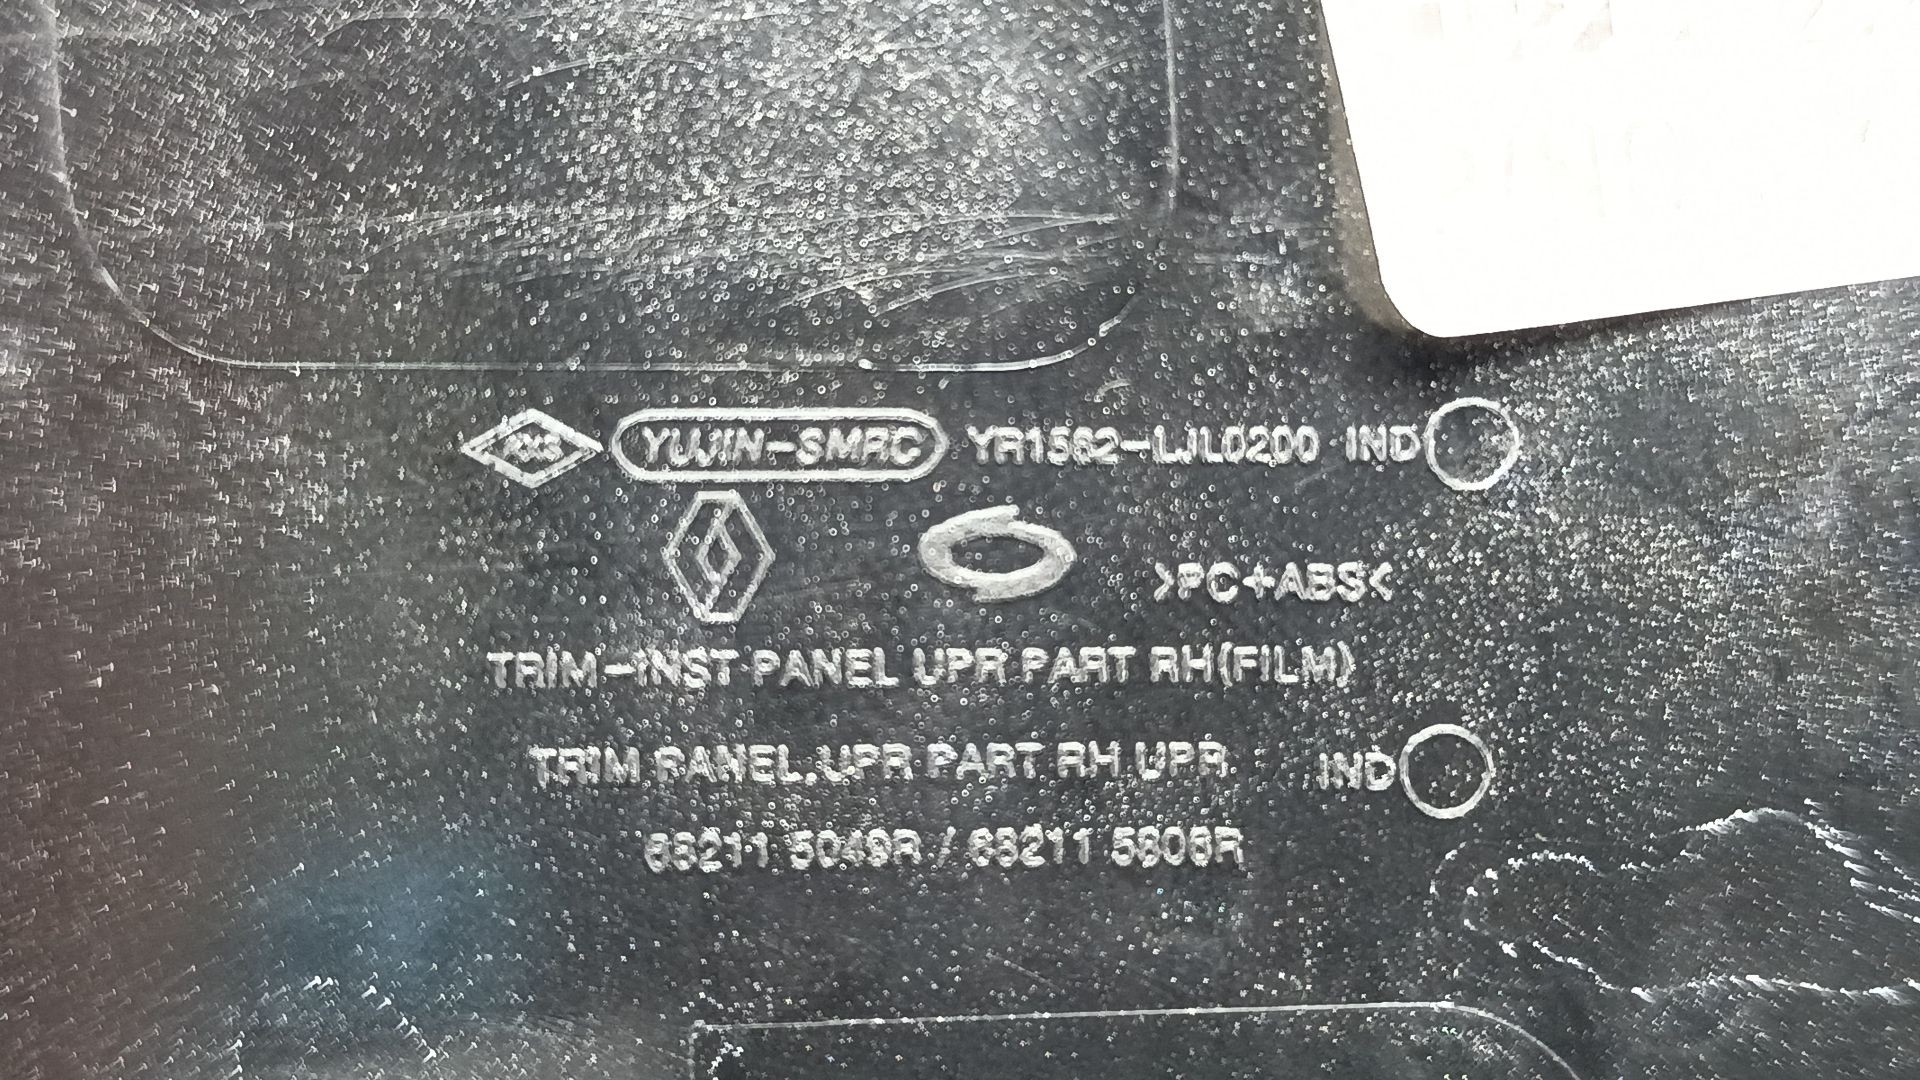 YUJIN-SMRC YR1562-LJL0200 IND
>PC+ABS<
TRIM-INST PANEL UPR PART RH(FILM)
TRIM PANEL,UPR PART RH UPR IND
68211 5049R / 68211 5806R